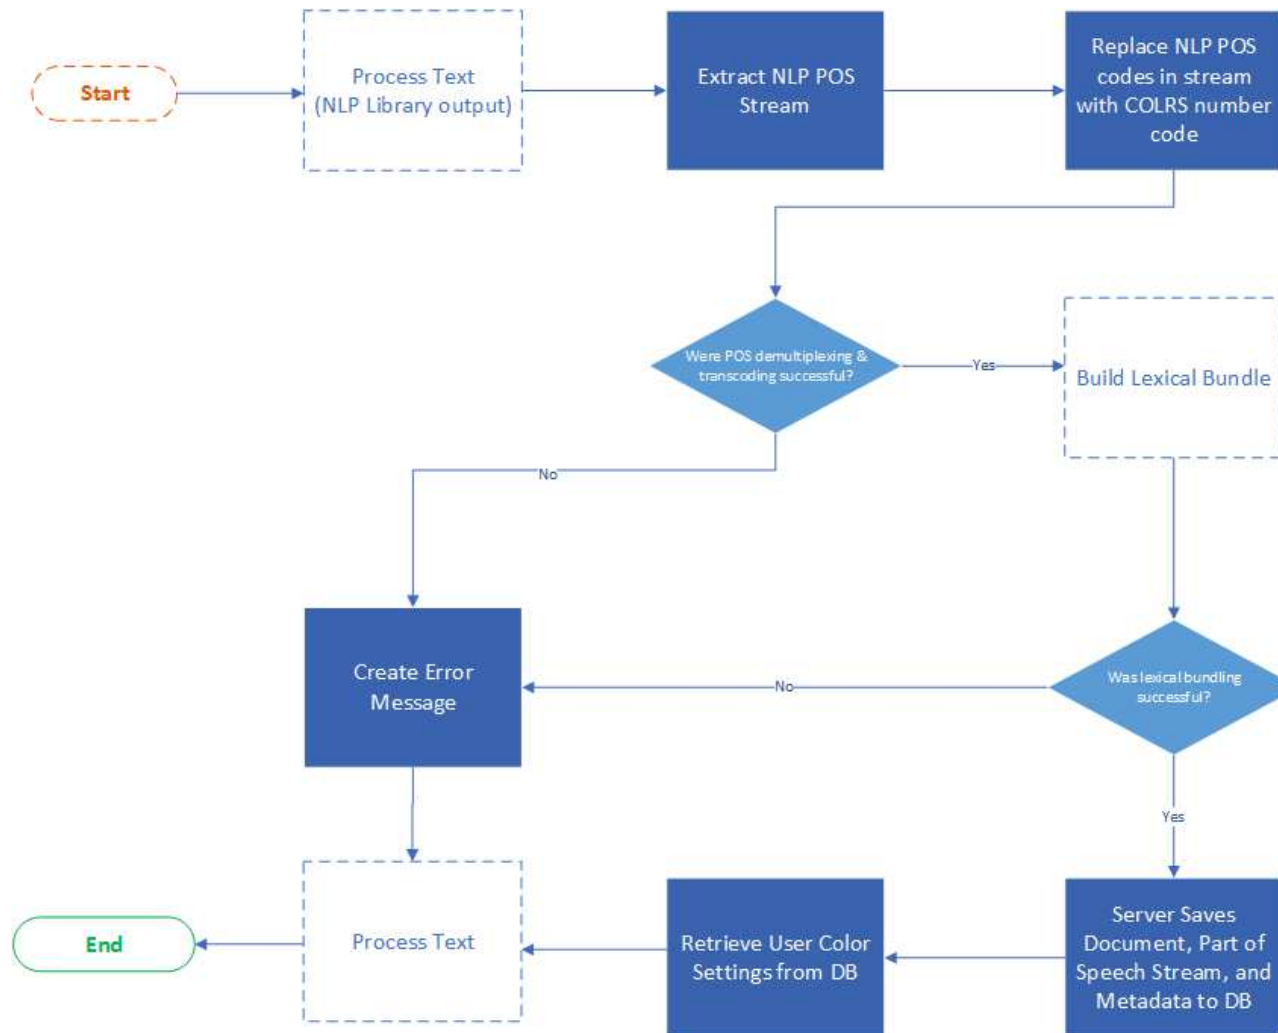 Start
Process Text
(NLP Library output)
Extract NLP POS
Stream
Replace NLP POS
codes in stream
with COLRS number
code
Were POS demultiplexing &
transcoding successful?
Yes
Build Lexical Bundle
No
Create Error
Message
No
Was lexical bundling
successful?
Yes
End
Process Text
Retrieve User Color
Settings from DB
Server Saves
Document, Part of
Speech Stream, and
Metadata to DB